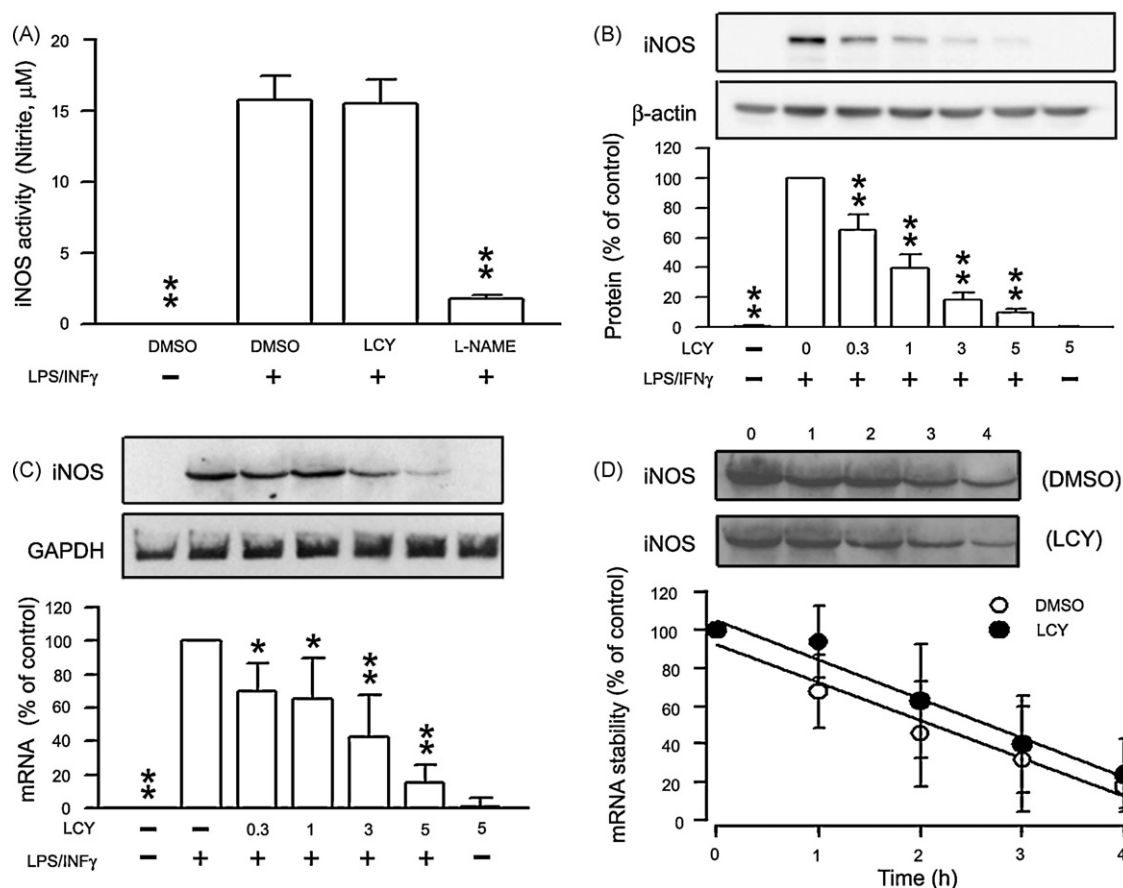 (A)
iNOS activity (Nitrite, μM)
20
15
10
5
0
**
**
DMSO DMSO LCY L-NAME
LPS/INFγ − + + +
(B)
iNOS
β-actin
Protein (% of control)
120
100
80
60
40
20
0
** ** ** ** **
LCY − 0 0.3 1 3 5 5
LPS/IFNγ − + + + + + −
(C)
iNOS
GAPDH
mRNA (% of control)
120
100
80
60
40
20
0
** * * ** **
LCY − − 0.3 1 3 5 5
LPS/INFγ − + + + + + −
(D)
0 1 2 3 4
iNOS (DMSO)
iNOS (LCY)
mRNA stability (% of control)
120
100
80
60
40
20
0
DMSO
LCY
0 1 2 3 4
Time (h)